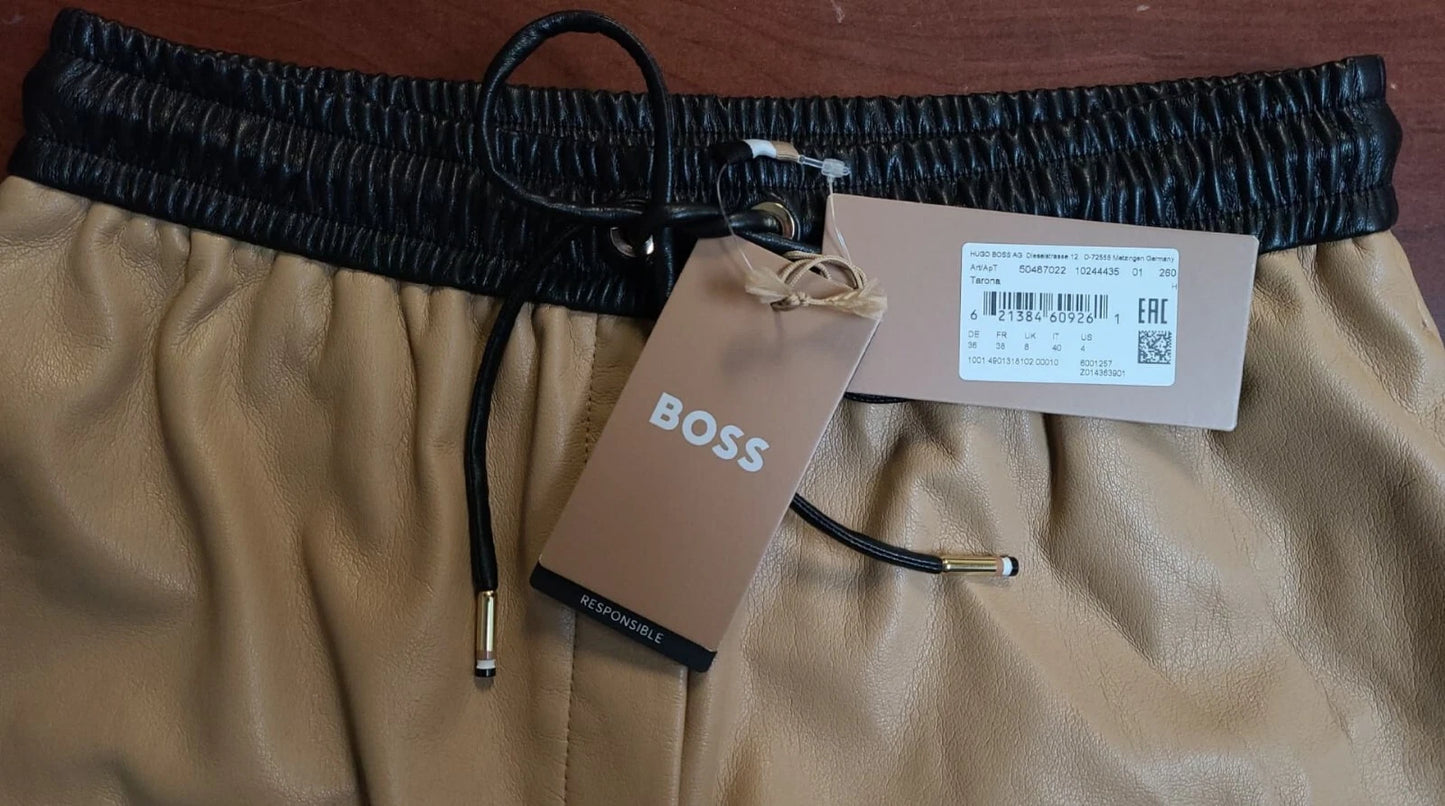 BOSS
RESPONSIBLE
HUGO BOSS AG Dieselstrasse 12 D-72555 Metzingen Germany
Art/ApT 50487022 10244435 01 260
Tarona H
6 21384 60926 1 EAC
DE FR UK IT US
36 38 8 40 4
1001 4901318102 00010 6001257
Z014363901